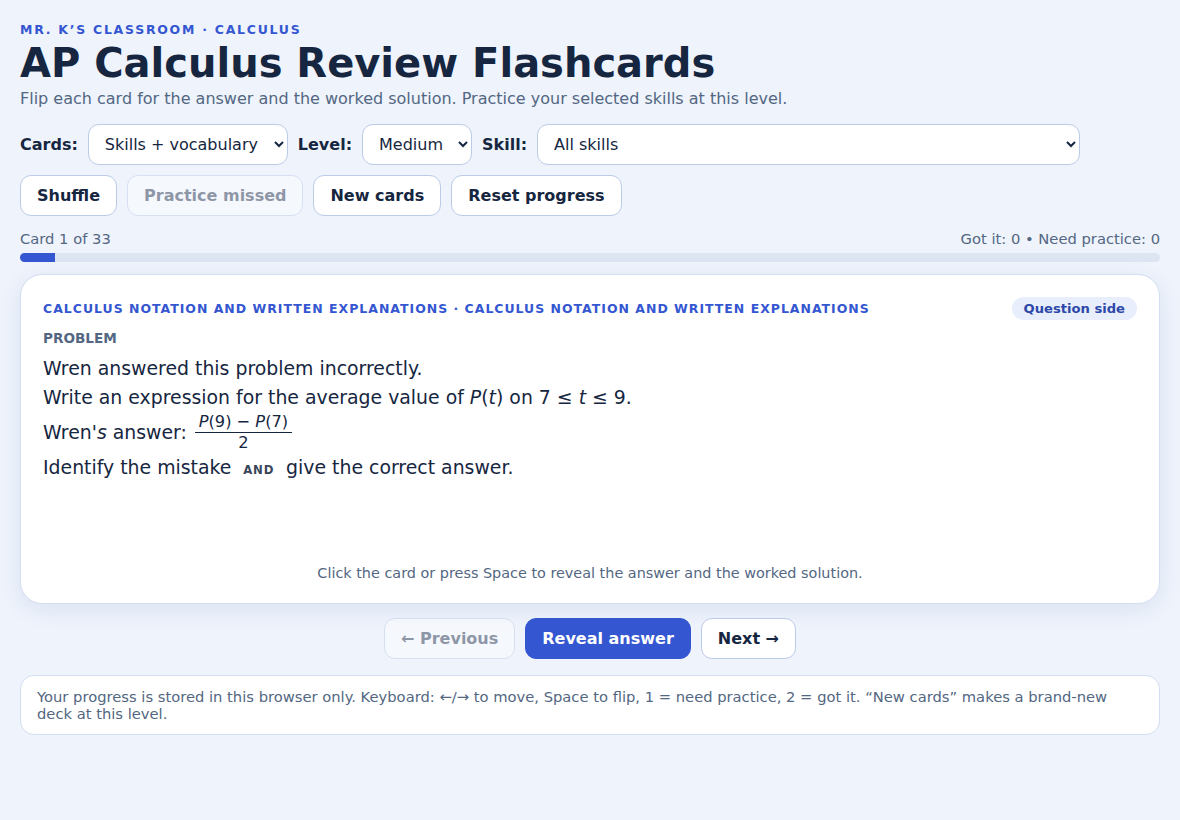 MR. K'S CLASSROOM · CALCULUS
AP Calculus Review Flashcards
Flip each card for the answer and the worked solution. Practice your selected skills at this level.
Cards: Skills + vocabulary Level: Medium Skill: All skills
Shuffle Practice missed New cards Reset progress
Card 1 of 33 Got it: 0 • Need practice: 0
CALCULUS NOTATION AND WRITTEN EXPLANATIONS · CALCULUS NOTATION AND WRITTEN EXPLANATIONS Question side
PROBLEM
Wren answered this problem incorrectly.
Write an expression for the average value of P(t) on 7 ≤ t ≤ 9.
Wren's answer: (P(9) − P(7))/2
Identify the mistake AND give the correct answer.
Click the card or press Space to reveal the answer and the worked solution.
← Previous Reveal answer Next →
Your progress is stored in this browser only. Keyboard: ←/→ to move, Space to flip, 1 = need practice, 2 = got it. “New cards” makes a brand-new
deck at this level.